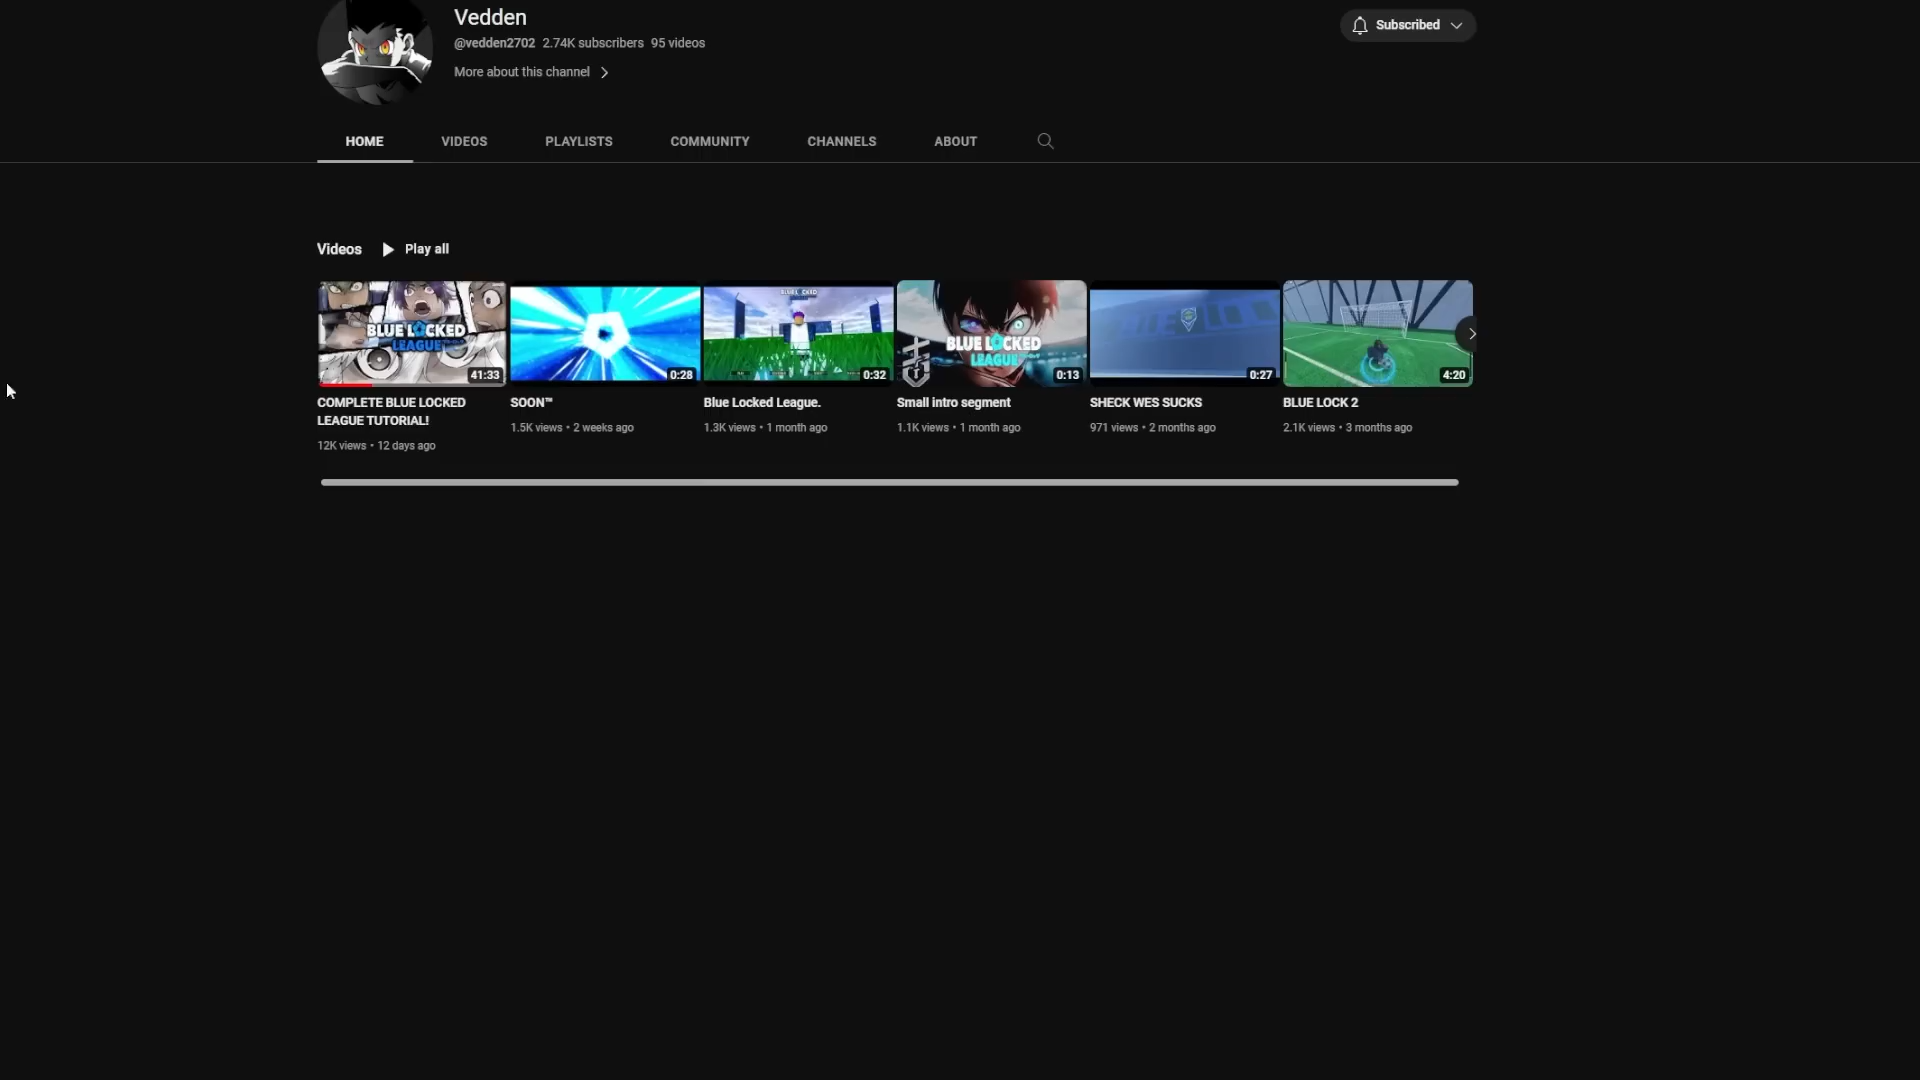 Vedden
@vedden2702 2.74K subscribers 95 videos
More about this channel
Subscribed
HOME VIDEOS PLAYLISTS COMMUNITY CHANNELS ABOUT
Videos Play all
BLUE LOCKED
LEAGUE
41:33
0:28
BLUE LOCKED
0:32
BLUE LOCKED
LEAGUE
0:13
0:27
4:20
COMPLETE BLUE LOCKED
LEAGUE TUTORIAL!
12K views • 12 days ago
SOON™
1.5K views • 2 weeks ago
Blue Locked League.
1.3K views • 1 month ago
Small intro segment
1.1K views • 1 month ago
SHECK WES SUCKS
971 views • 2 months ago
BLUE LOCK 2
2.1K views • 3 months ago